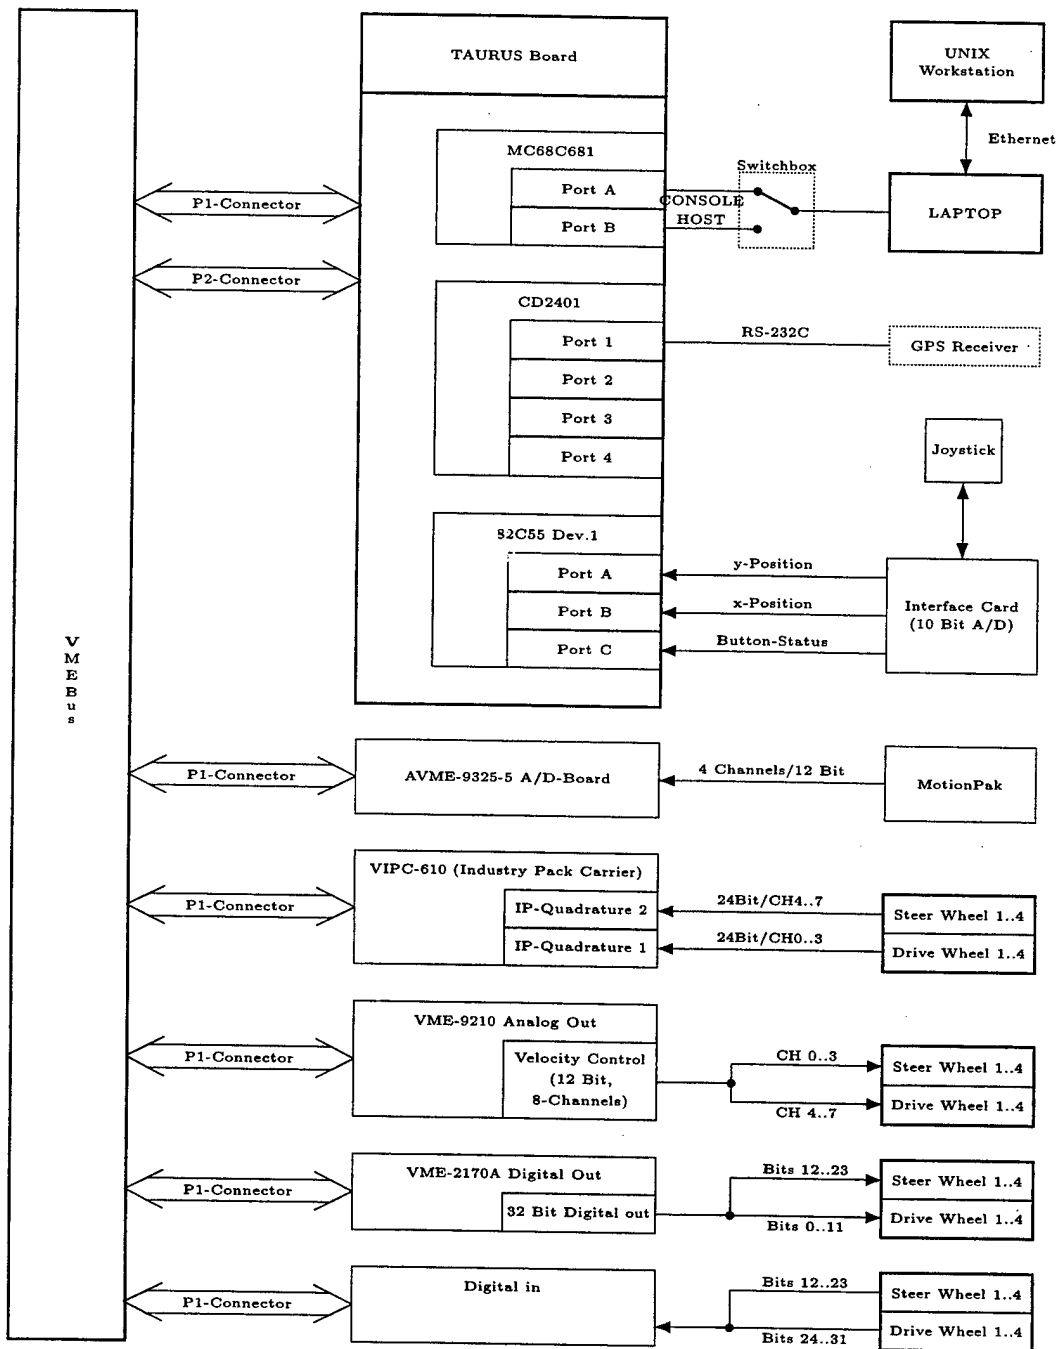 TAURUS Board
UNIX
Workstation
Ethernet
MC68C681
Port A
Port B
CONSOLE
HOST
Switchbox
LAPTOP
P1-Connector
P2-Connector
CD2401
Port 1
Port 2
Port 3
Port 4
RS-232C
GPS Receiver
Joystick
82C55 Dev.1
Port A
Port B
Port C
y-Position
x-Position
Button-Status
Interface Card
(10 Bit A/D)
VMEBus
P1-Connector
AVME-9325-5 A/D-Board
4 Channels/12 Bit
MotionPak
VIPC-610 (Industry Pack Carrier)
P1-Connector
IP-Quadrature 2
IP-Quadrature 1
24Bit/CH4..7
24Bit/CH0..3
Steer Wheel 1..4
Drive Wheel 1..4
VME-9210 Analog Out
P1-Connector
Velocity Control
(12 Bit,
8-Channels)
CH 0..3
CH 4..7
Steer Wheel 1..4
Drive Wheel 1..4
VME-2170A Digital Out
P1-Connector
32 Bit Digital out
Bits 12..23
Bits 0..11
Steer Wheel 1..4
Drive Wheel 1..4
Digital in
P1-Connector
Bits 12..23
Bits 24..31
Steer Wheel 1..4
Drive Wheel 1..4